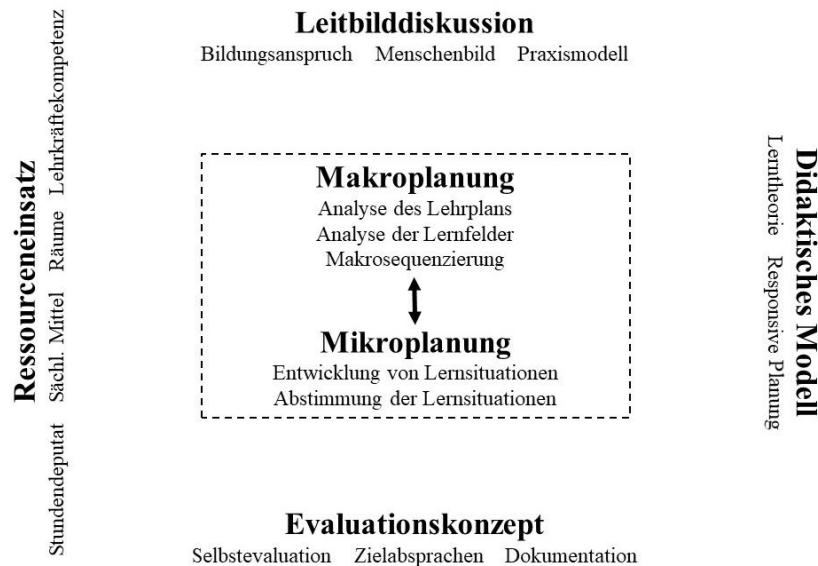 Leitbilddiskussion
Bildungsanspruch Menschenbild Praxismodell
Ressourceneinsatz
Stundendeputat Sächl. Mittel Räume Lehrkräftekompetenz
Makroplanung
Analyse des Lehrplans
Analyse der Lernfelder
Makrosequenzierung
Mikroplanung
Entwicklung von Lernsituationen
Abstimmung der Lernsituationen
Didaktisches Modell
Lerntheorie Responsive Planung
Evaluationskonzept
Selbstevaluation Zielabsprachen Dokumentation